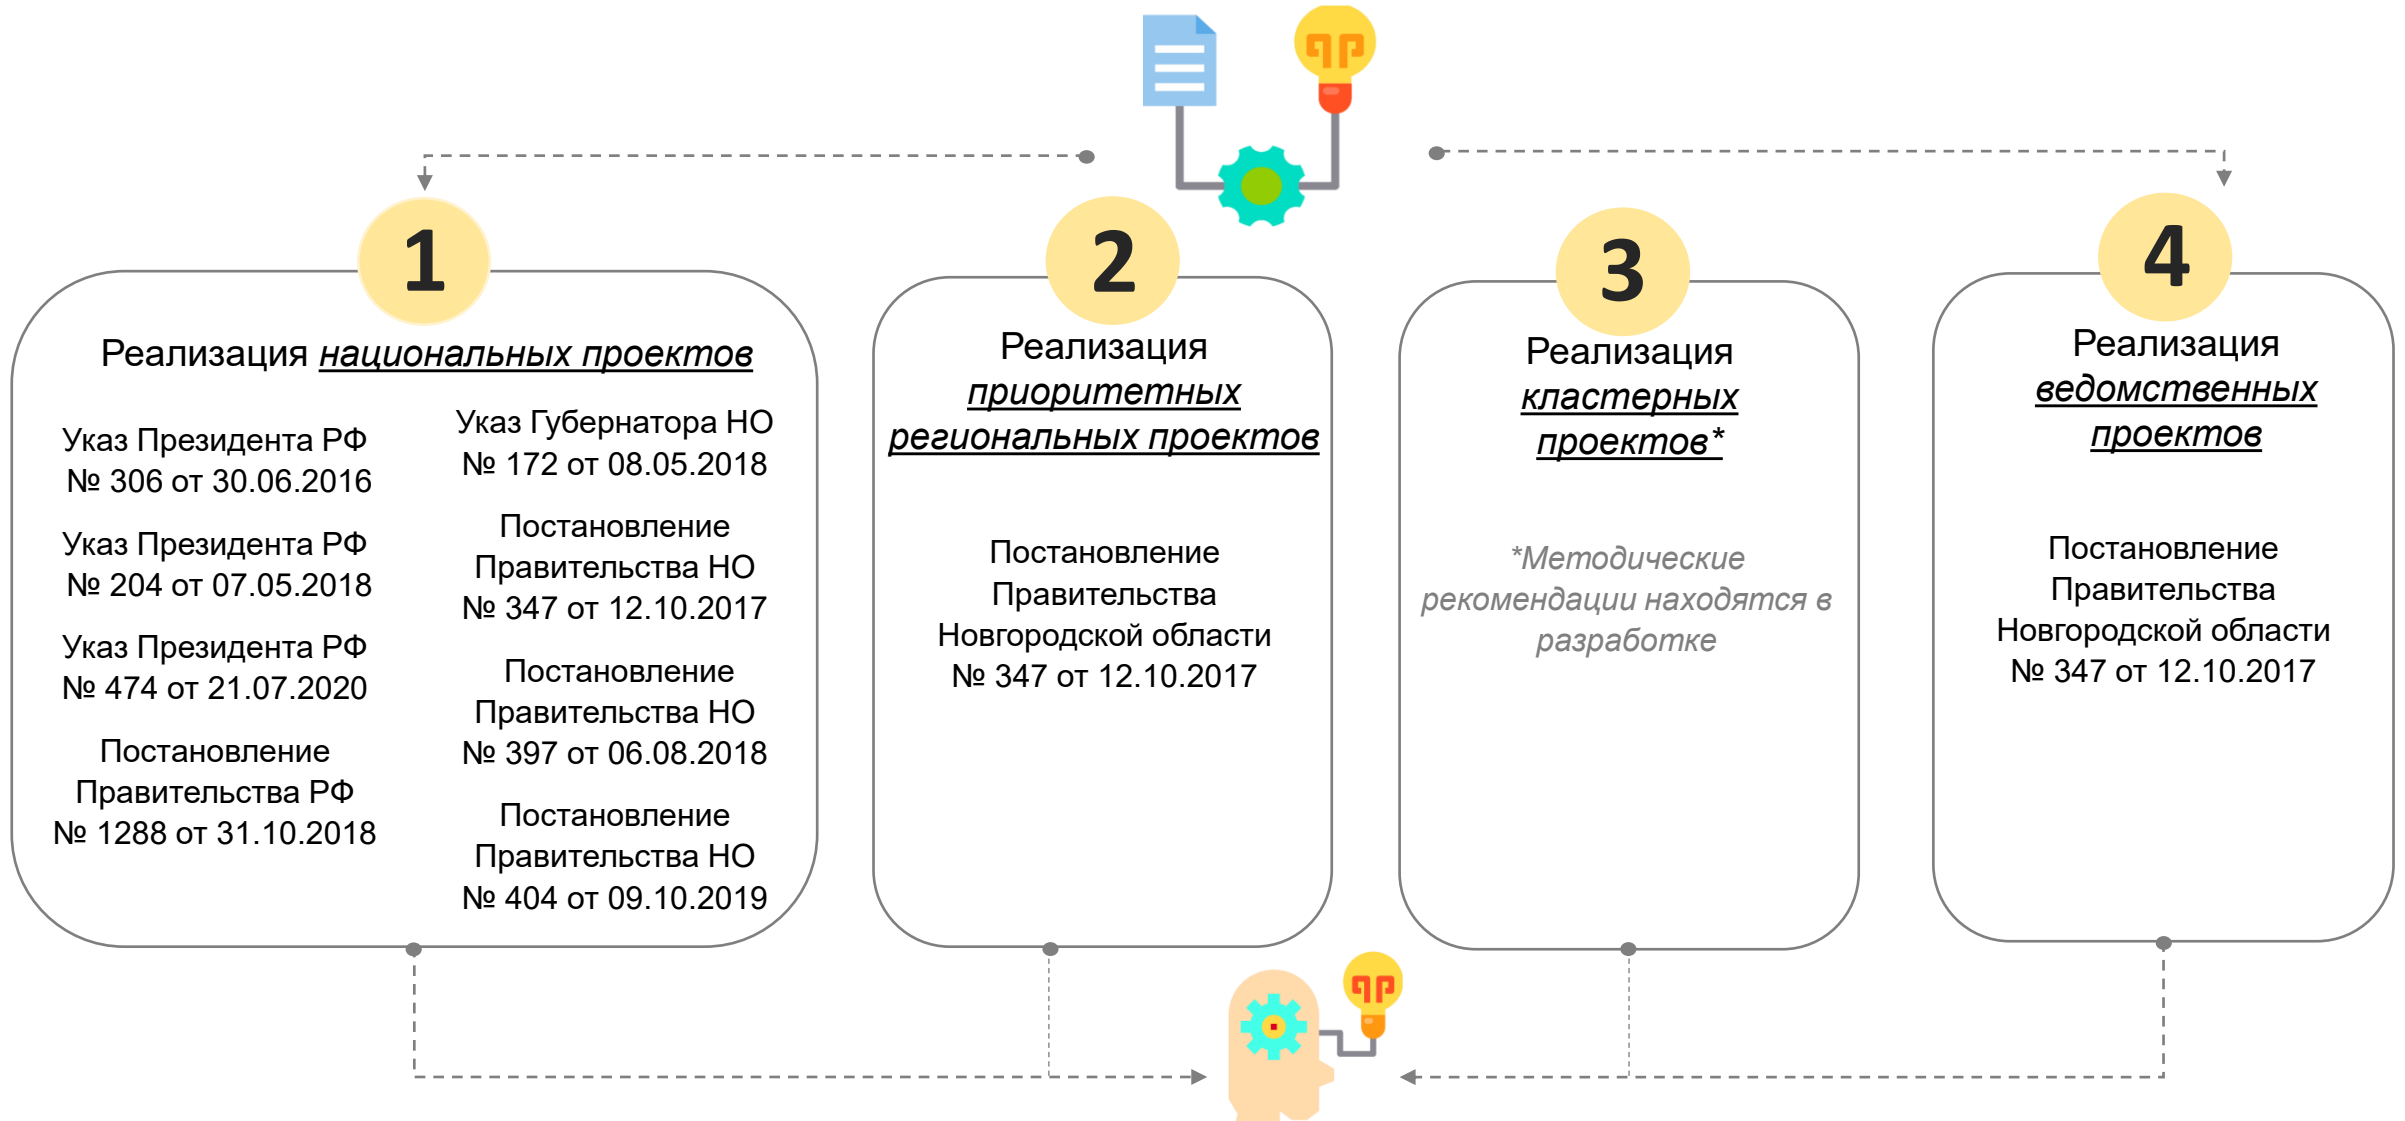 1
Реализация национальных проектов
Указ Президента РФ
№ 306 от 30.06.2016
Указ Президента РФ
№ 204 от 07.05.2018
Указ Президента РФ
№ 474 от 21.07.2020
Постановление
Правительства РФ
№ 1288 от 31.10.2018
Указ Губернатора НО
№ 172 от 08.05.2018
Постановление
Правительства НО
№ 347 от 12.10.2017
Постановление
Правительства НО
№ 397 от 06.08.2018
Постановление
Правительства НО
№ 404 от 09.10.2019
2
Реализация
приоритетных
региональных проектов
Постановление
Правительства
Новгородской области
№ 347 от 12.10.2017
3
Реализация
кластерных
проектов*
*Методические
рекомендации находятся в
разработке
4
Реализация
ведомственных
проектов
Постановление
Правительства
Новгородской области
№ 347 от 12.10.2017